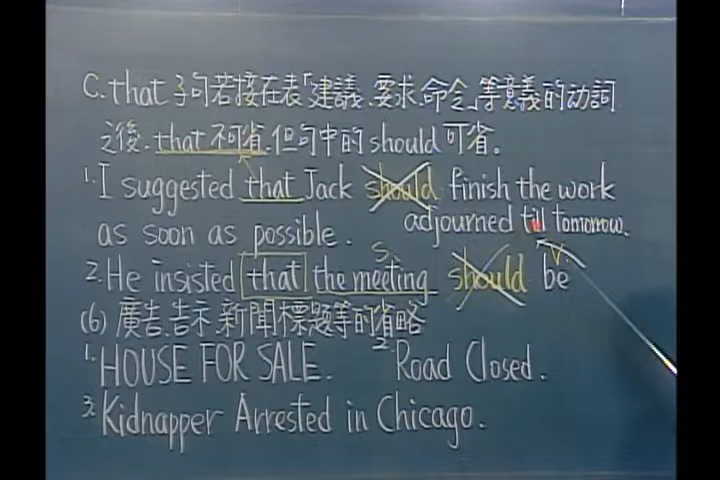 C. that 子句若接在表「建議、要求、命令」等意義的动詞
之後、that 不可省、但句中的 should 可省。
1. I suggested that Jack should finish the work
as soon as possible.
adjourned til tomorrow.
S.
V.
2. He insisted that the meeting should be
(6) 廣告、告示、新聞標題等的省略
1. HOUSE FOR SALE. 2. Road Closed.
3. Kidnapper Arrested in Chicago.